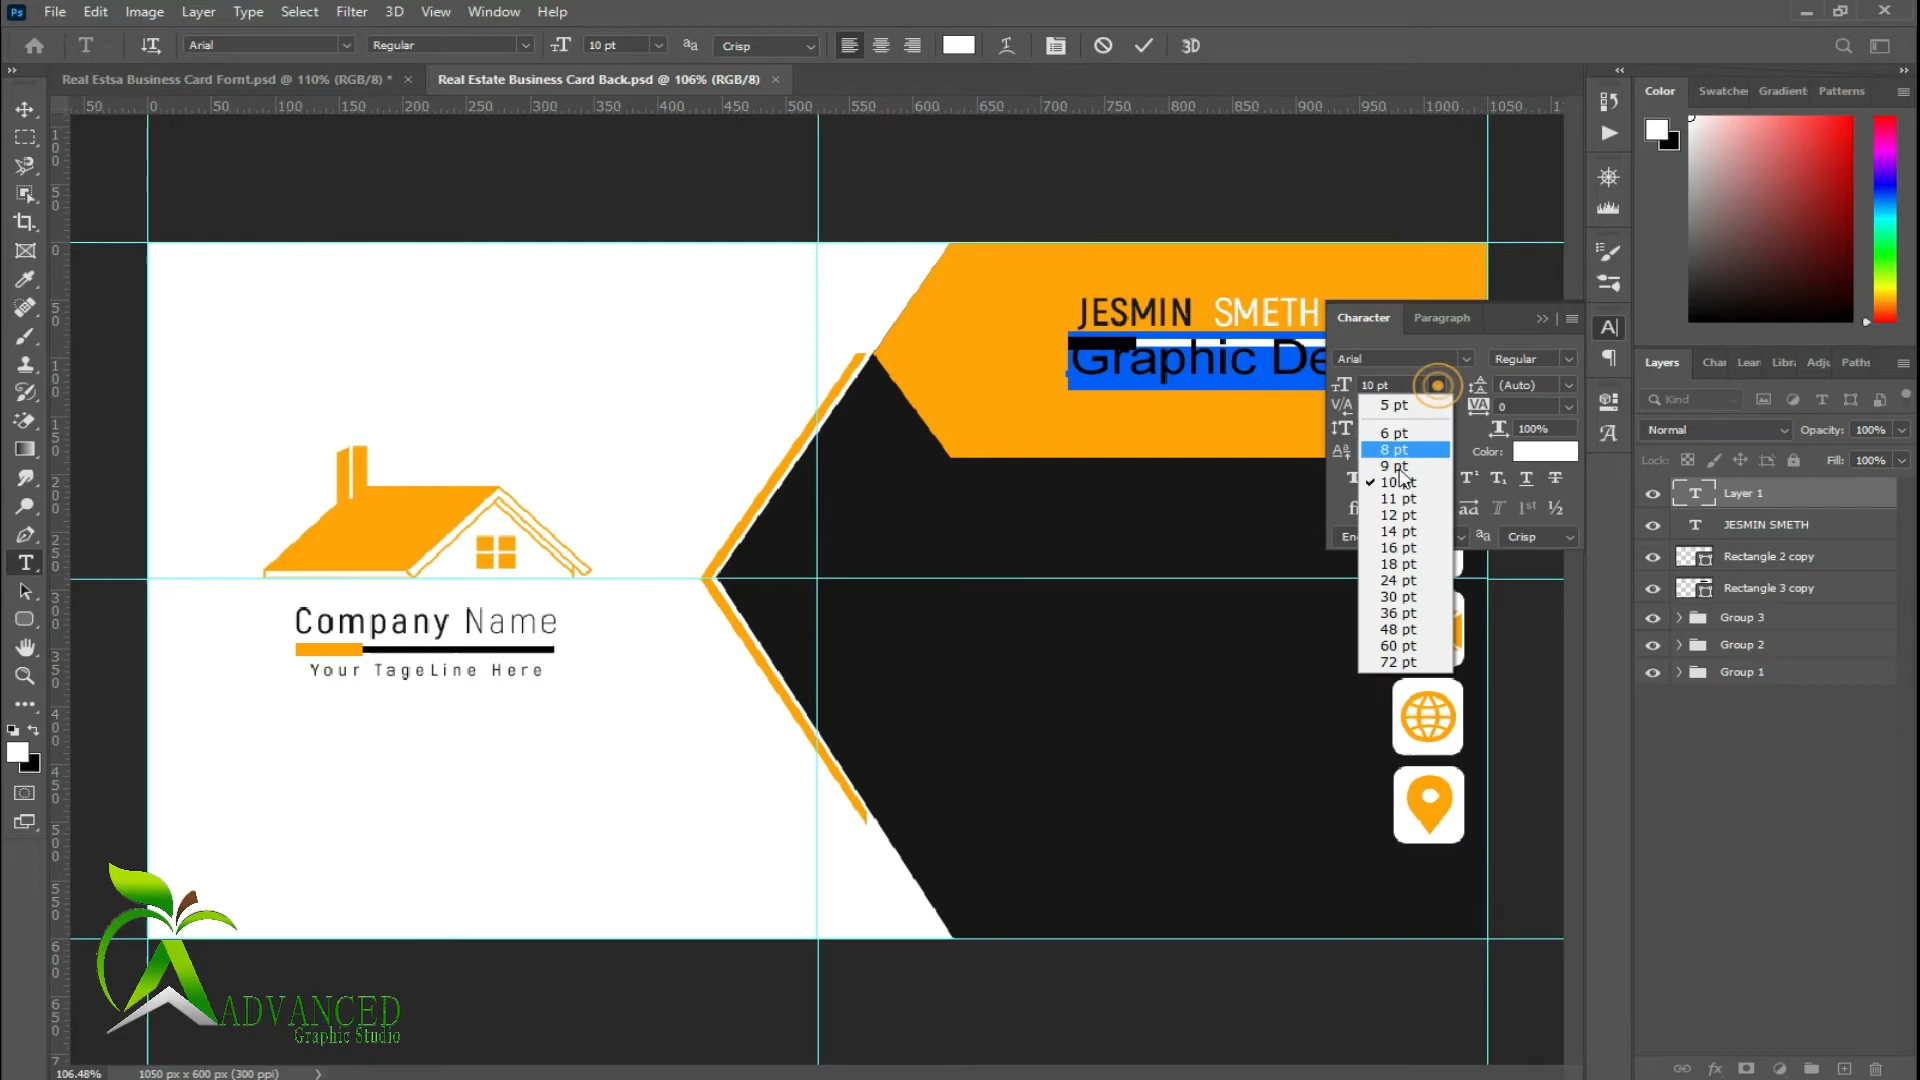 Ps File Edit Image Layer Type Select Filter 3D View Window Help
Arial Regular 10 pt Crisp 3D
Real Estsa Business Card Fornt.psd @ 110% (RGB/8) * × Real Estate Business Card Back.psd @ 106% (RGB/8) ×
50 0 50 100 150 200 250 300 350 400 450 500 550 600 650 700 750 800 850 900 950 1000 1050
Color Swatche Gradient Patterns
JESMIN SMETH
Graphic De
Character Paragraph
Arial Regular
10 pt (Auto)
5 pt
0
6 pt
100%
8 pt
Color:
9 pt
10 pt
11 pt
12 pt
14 pt
16 pt
18 pt
24 pt
30 pt
36 pt
48 pt
60 pt
72 pt
Crisp
Layers Char Lear Libra Adju Paths
Kind
Normal Opacity: 100%
Lock: Fill: 100%
Layer 1
JESMIN SMETH
Rectangle 2 copy
Rectangle 3 copy
Group 3
Group 2
Group 1
Company Name
Your TageLine Here
ADVANCED
Graphic Studio
106.48% 1050 px x 600 px (300 ppi)